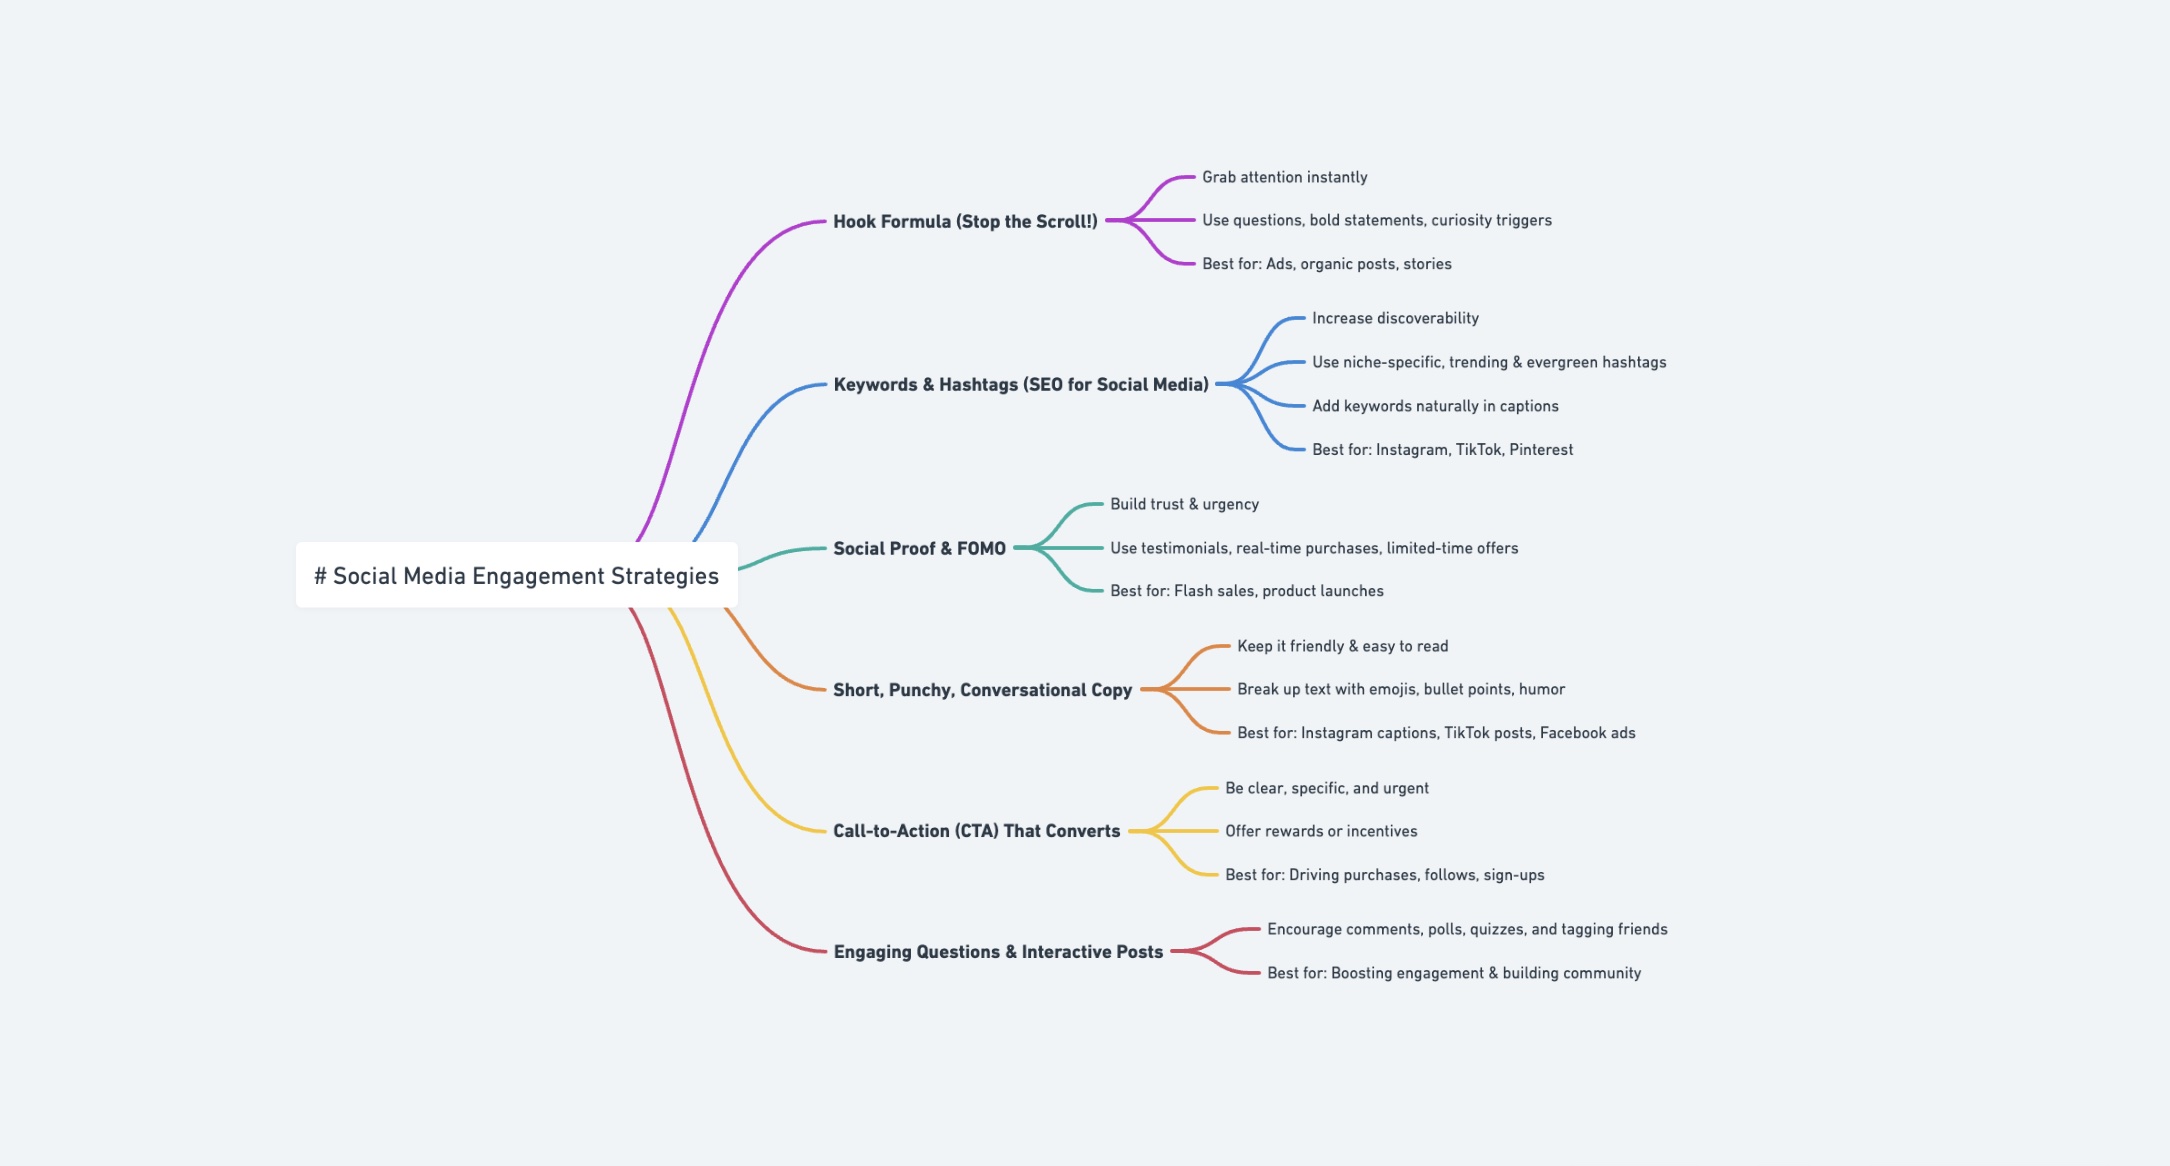 # Social Media Engagement Strategies
Hook Formula (Stop the Scroll!)
Grab attention instantly
Use questions, bold statements, curiosity triggers
Best for: Ads, organic posts, stories
Keywords & Hashtags (SEO for Social Media)
Increase discoverability
Use niche-specific, trending & evergreen hashtags
Add keywords naturally in captions
Best for: Instagram, TikTok, Pinterest
Social Proof & FOMO
Build trust & urgency
Use testimonials, real-time purchases, limited-time offers
Best for: Flash sales, product launches
Short, Punchy, Conversational Copy
Keep it friendly & easy to read
Break up text with emojis, bullet points, humor
Best for: Instagram captions, TikTok posts, Facebook ads
Call-to-Action (CTA) That Converts
Be clear, specific, and urgent
Offer rewards or incentives
Best for: Driving purchases, follows, sign-ups
Engaging Questions & Interactive Posts
Encourage comments, polls, quizzes, and tagging friends
Best for: Boosting engagement & building community